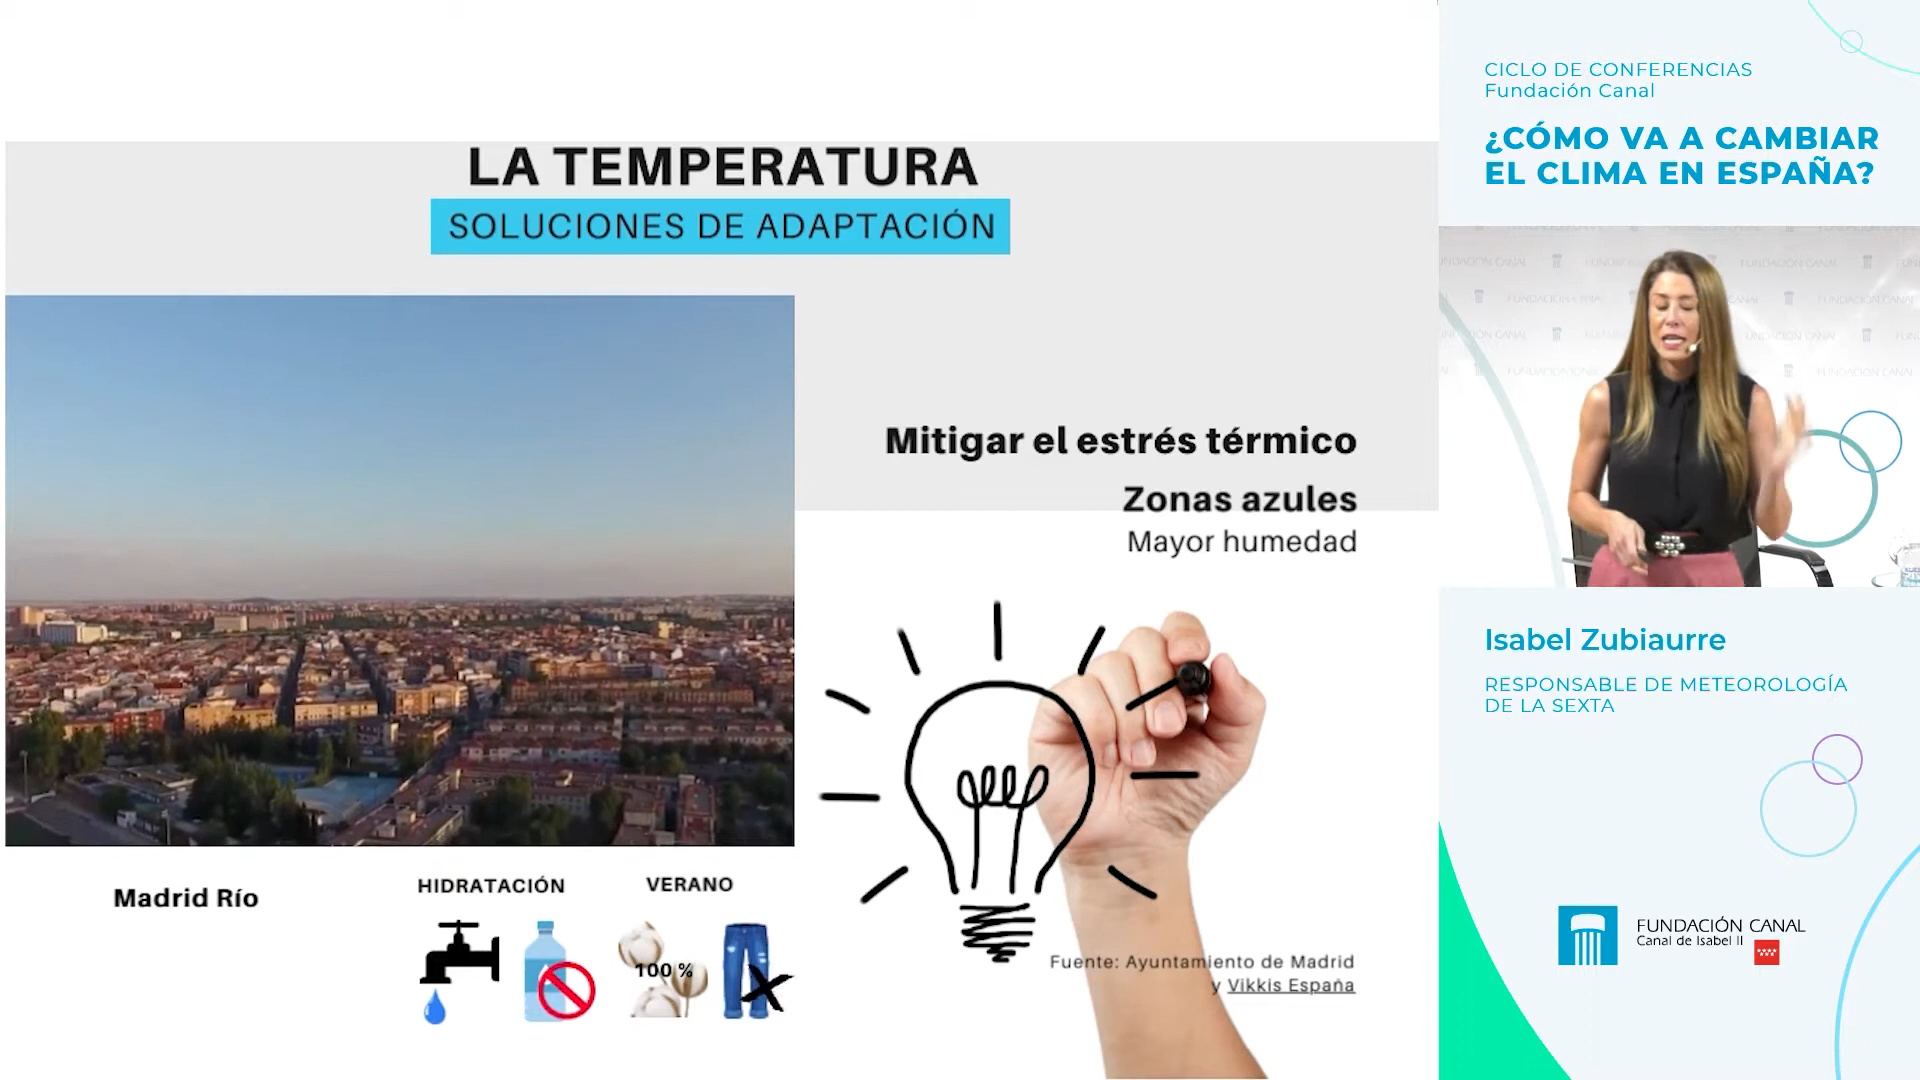 LA TEMPERATURA
SOLUCIONES DE ADAPTACIÓN
Mitigar el estrés térmico
Zonas azules
Mayor humedad
Madrid Río
HIDRATACIÓN
VERANO
100 %
Fuente: Ayuntamiento de Madrid
y Vikkis España
CICLO DE CONFERENCIAS
Fundación Canal
¿CÓMO VA A CAMBIAR
EL CLIMA EN ESPAÑA?
FUNDACIÓN CANAL
Isabel Zubiaurre
RESPONSABLE DE METEOROLOGÍA
DE LA SEXTA
FUNDACIÓN CANAL
Canal de Isabel II